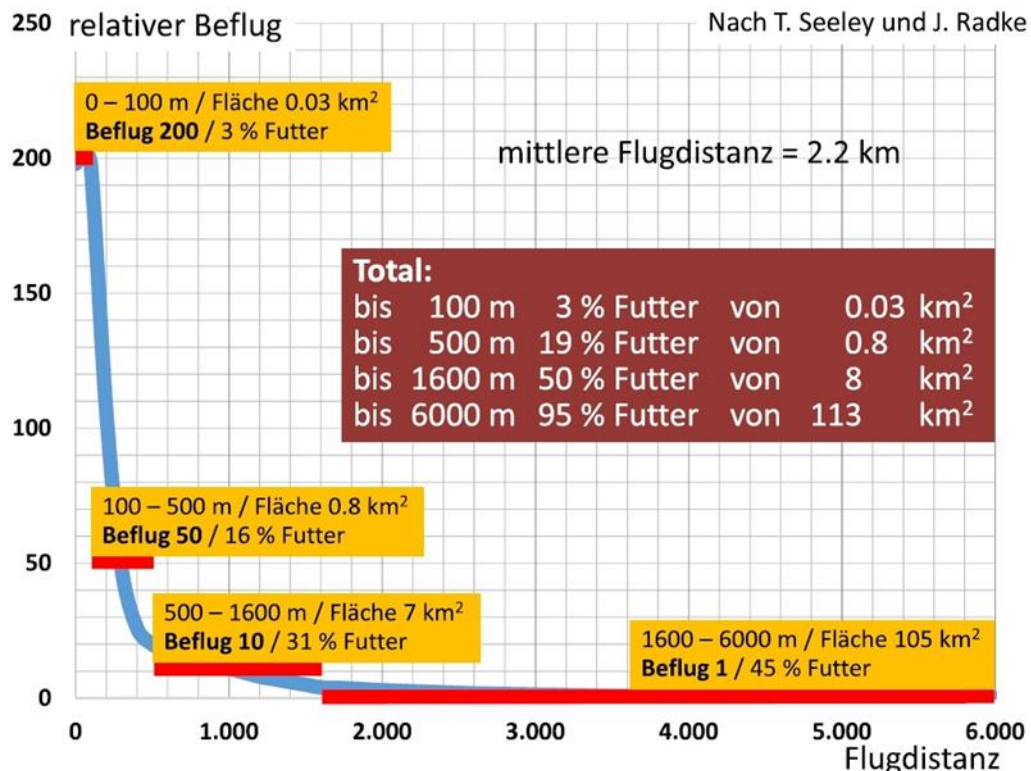 relativer Beflug
Nach T. Seeley und J. Radke
250
0 – 100 m / Fläche 0.03 km²
Beflug 200 / 3 % Futter
200
mittlere Flugdistanz = 2.2 km
150
Total:
bis 100 m 3 % Futter von 0.03 km²
bis 500 m 19 % Futter von 0.8 km²
bis 1600 m 50 % Futter von 8 km²
bis 6000 m 95 % Futter von 113 km²
100
100 – 500 m / Fläche 0.8 km²
Beflug 50 / 16 % Futter
50
500 – 1600 m / Fläche 7 km²
Beflug 10 / 31 % Futter
1600 – 6000 m / Fläche 105 km²
Beflug 1 / 45 % Futter
0
0 1.000 2.000 3.000 4.000 5.000 6.000
Flugdistanz